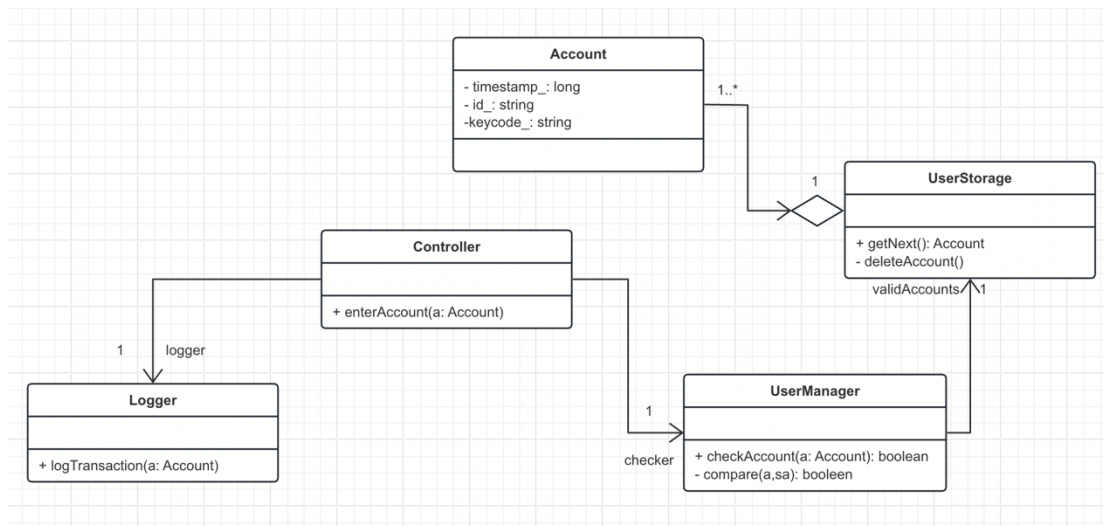 Account
- timestamp_: long
- id_: string
-keycode_: string
1..*
1
UserStorage
+ getNext(): Account
- deleteAccount()
validAccounts
1
Controller
+ enterAccount(a: Account)
1
logger
Logger
+ logTransaction(a: Account)
1
checker
UserManager
+ checkAccount(a: Account): boolean
- compare(a,sa): booleen